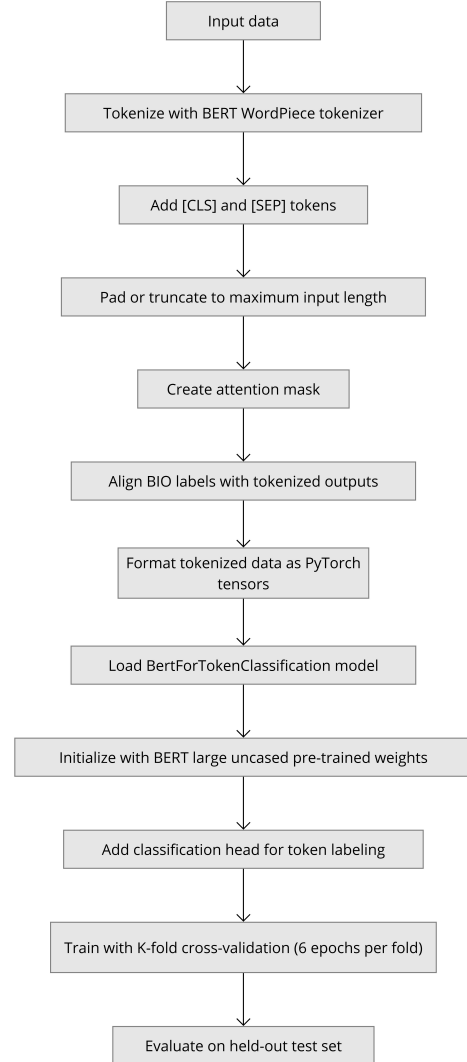 Input data
Tokenize with BERT WordPiece tokenizer
Add [CLS] and [SEP] tokens
Pad or truncate to maximum input length
Create attention mask
Align BIO labels with tokenized outputs
Format tokenized data as PyTorch
tensors
Load BertForTokenClassification model
Initialize with BERT large uncased pre-trained weights
Add classification head for token labeling
Train with K-fold cross-validation (6 epochs per fold)
Evaluate on held-out test set